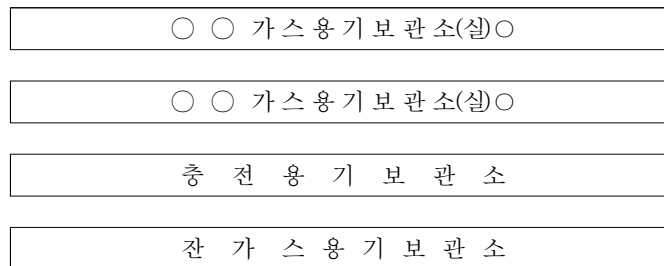 ○ ○ 가스용기보관소(실)○
○ ○ 가스용기보관소(실)○
충 전 용 기 보 관 소
잔 가 스 용 기 보 관 소